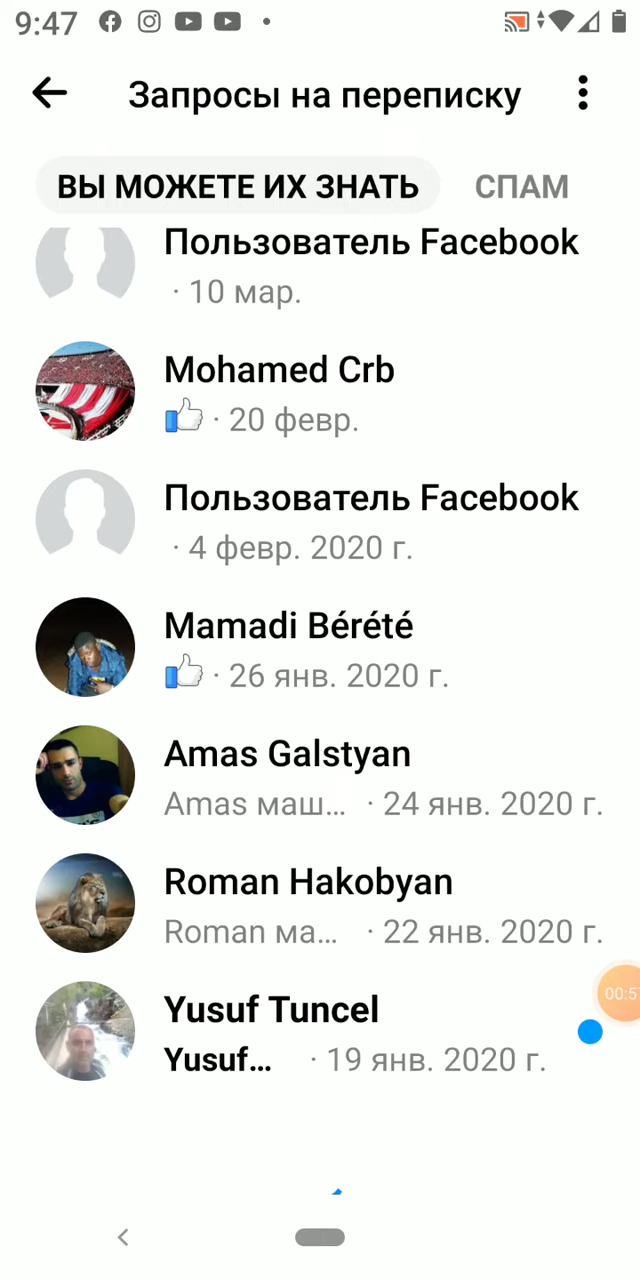 9:47
Запросы на переписку
ВЫ МОЖЕТЕ ИХ ЗНАТЬ СПАМ
Пользователь Facebook
· 10 мар.
Mohamed Crb
· 20 февр.
Пользователь Facebook
· 4 февр. 2020 г.
Mamadi Bérété
· 26 янв. 2020 г.
Amas Galstyan
Amas маш... · 24 янв. 2020 г.
Roman Hakobyan
Roman ма... · 22 янв. 2020 г.
Yusuf Tuncel
00:5
Yusuf... · 19 янв. 2020 г.